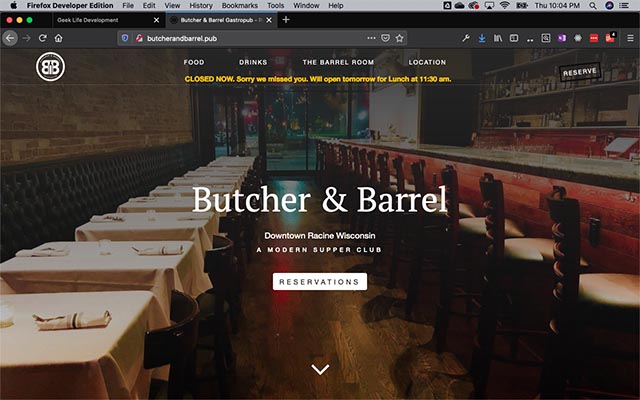 Firefox Developer Edition File Edit View History Bookmarks Tools Window Help Thu 10:04 PM
Geek Life Development
Butcher & Barrel Gastropub - R
butcherandbarrel.pub
BB
FOOD DRINKS THE BARREL ROOM LOCATION
RESERVE
CLOSED NOW. Sorry we missed you. Will open tomorrow for Lunch at 11:30 am.
Butcher & Barrel
Downtown Racine Wisconsin
A MODERN SUPPER CLUB
RESERVATIONS